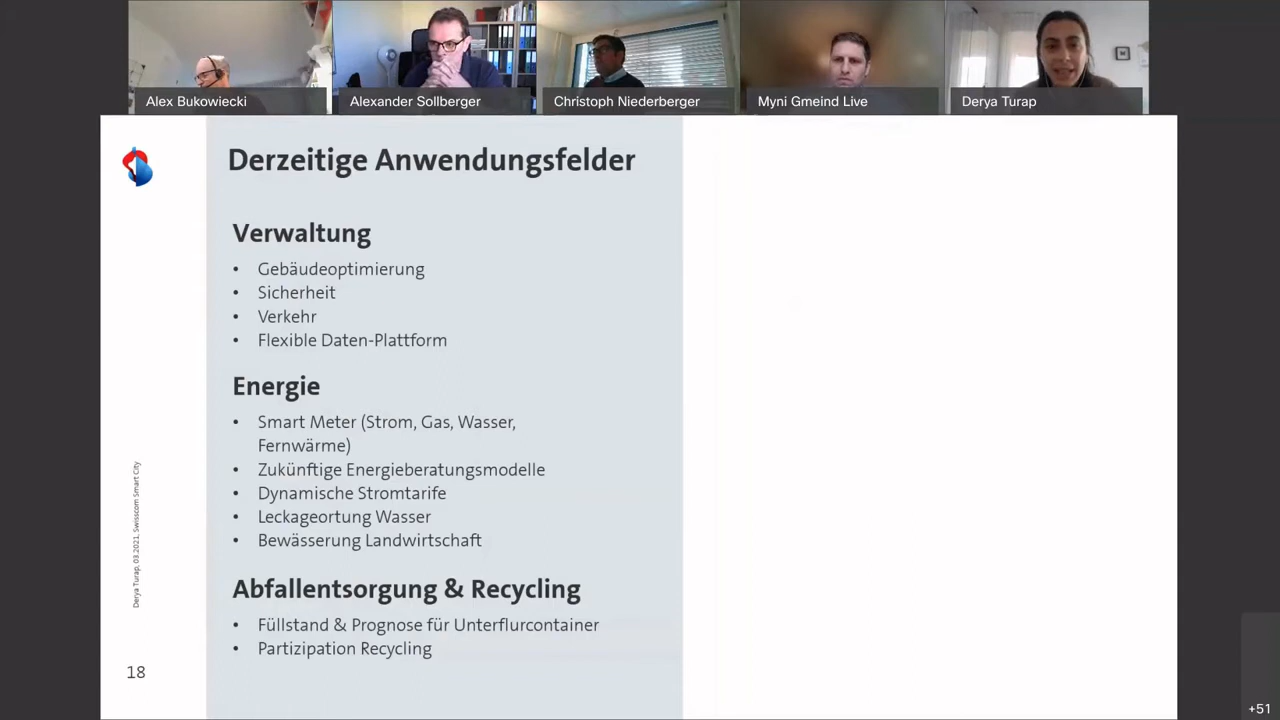 Alex Bukowiecki
Alexander Sollberger
Christoph Niederberger
Myni Gmeind Live
Derya Turap
Derzeitige Anwendungsfelder
Verwaltung
• Gebäudeoptimierung
• Sicherheit
• Verkehr
• Flexible Daten-Plattform
Energie
• Smart Meter (Strom, Gas, Wasser,
Fernwärme)
• Zukünftige Energieberatungsmodelle
• Dynamische Stromtarife
• Leckageortung Wasser
• Bewässerung Landwirtschaft
Abfallentsorgung & Recycling
• Füllstand & Prognose für Unterflurcontainer
• Partizipation Recycling
Derya Turap, 03.2021, Swisscom Smart City
18
+51